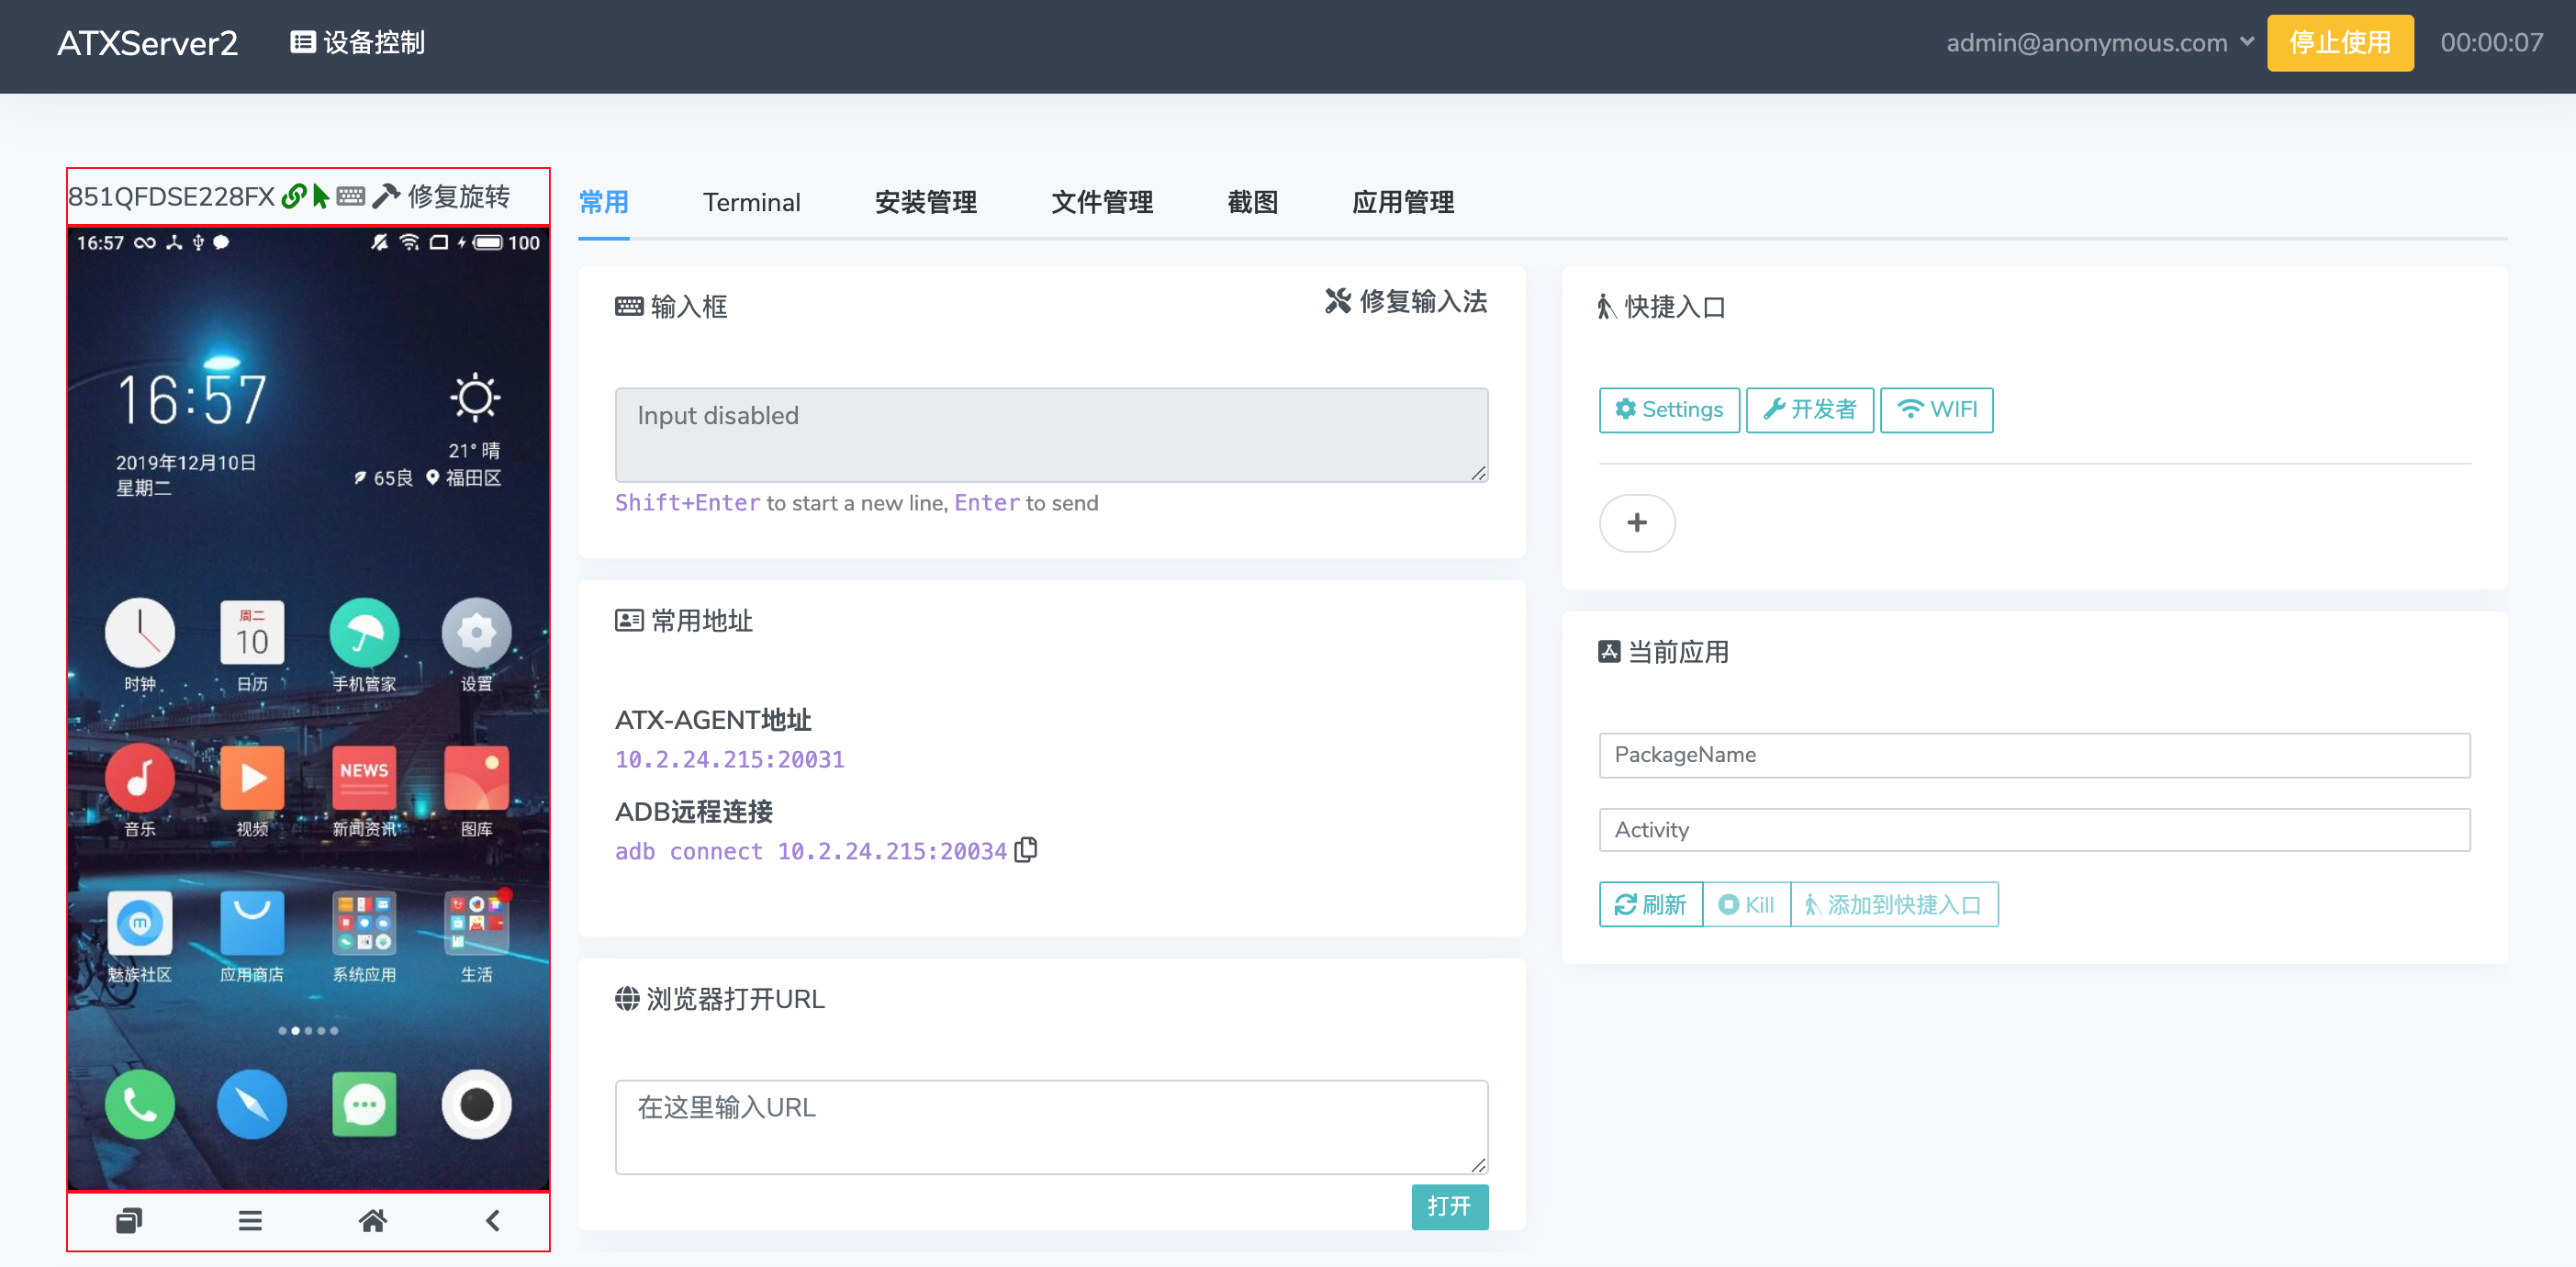 ATXServer2 设备控制 admin@anonymous.com 停止使用 00:00:07
851QFDSE228FX 修复旋转
16:57 100
16:57
2019年12月10日
星期二
21° 晴
65良 福田区
周二
10
时钟 日历 手机管家 设置
NEWS
音乐 视频 新闻资讯 图库
魅族社区 应用商店 系统应用 生活
常用 Terminal 安装管理 文件管理 截图 应用管理
输入框 修复输入法
Input disabled
Shift+Enter to start a new line, Enter to send
常用地址
ATX-AGENT地址
10.2.24.215:20031
ADB远程连接
adb connect 10.2.24.215:20034
浏览器打开URL
在这里输入URL
打开
快捷入口
Settings 开发者 WIFI
+
当前应用
PackageName
Activity
刷新 Kill 添加到快捷入口